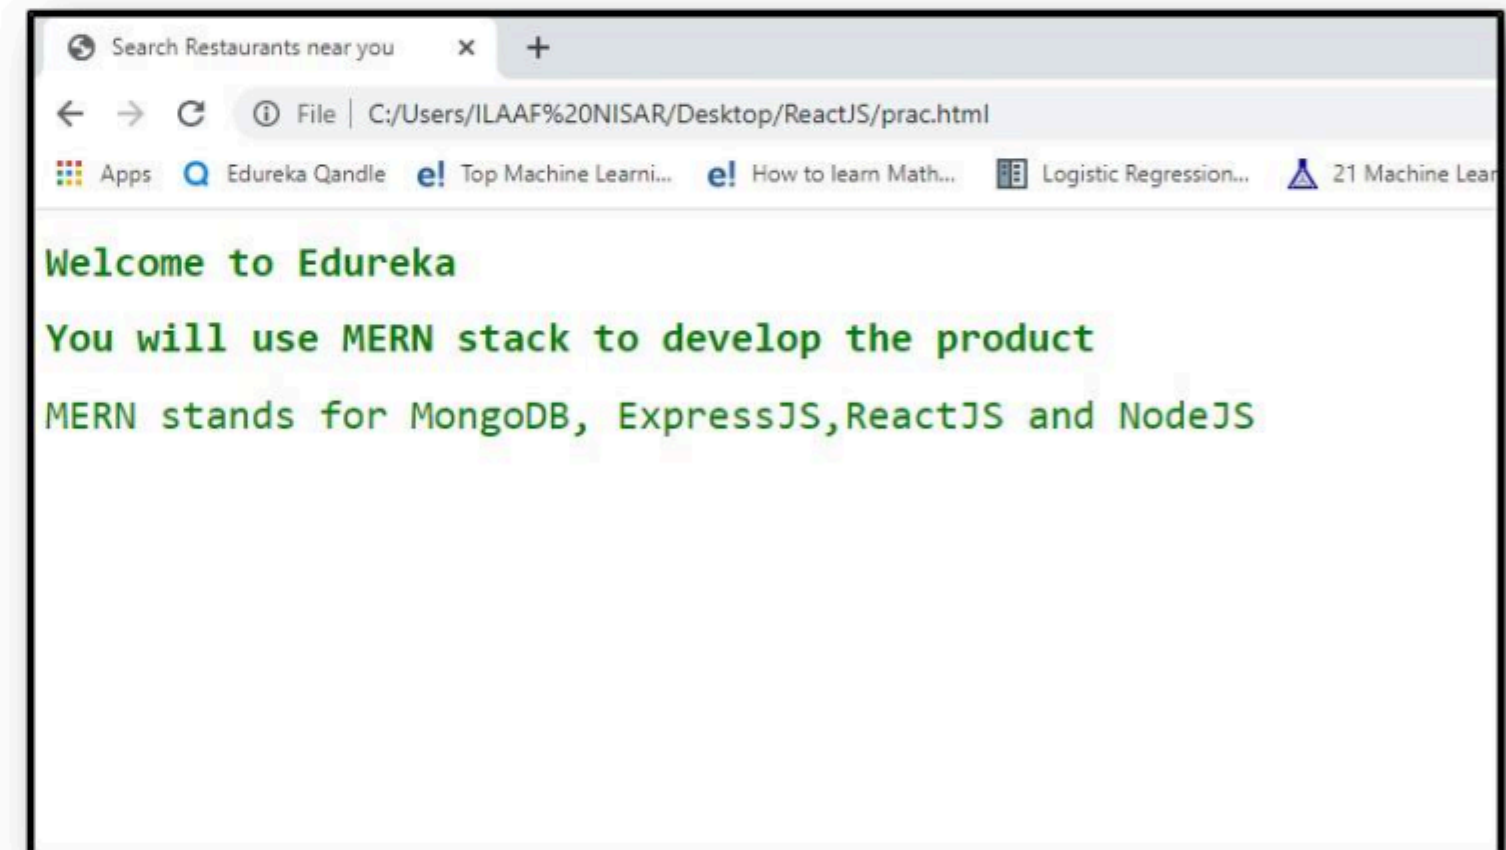 Search Restaurants near you
File | C:/Users/ILAAF%20NISAR/Desktop/ReactJS/prac.html
Apps Edureka Qandle e! Top Machine Learni... e! How to learn Math... Logistic Regression... 21 Machine Lear
Welcome to Edureka
You will use MERN stack to develop the product
MERN stands for MongoDB, ExpressJS,ReactJS and NodeJS